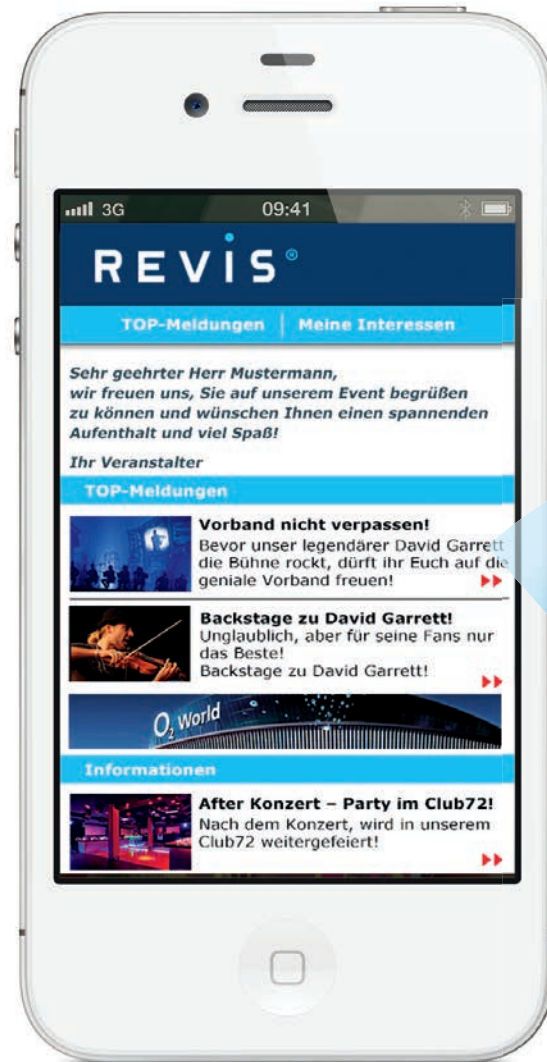 3G 09:41
REVIS®
TOP-Meldungen | Meine Interessen
Sehr geehrter Herr Mustermann,
wir freuen uns, Sie auf unserem Event begrüßen
zu können und wünschen Ihnen einen spannenden
Aufenthalt und viel Spaß!
Ihr Veranstalter
TOP-Meldungen
Vorband nicht verpassen!
Bevor unser legendärer David Garrett
die Bühne rockt, dürft ihr Euch auf die
geniale Vorband freuen!
Backstage zu David Garrett!
Unglaublich, aber für seine Fans nur
das Beste!
Backstage zu David Garrett!
O₂ World
Informationen
After Konzert – Party im Club72!
Nach dem Konzert, wird in unserem
Club72 weitergefeiert!